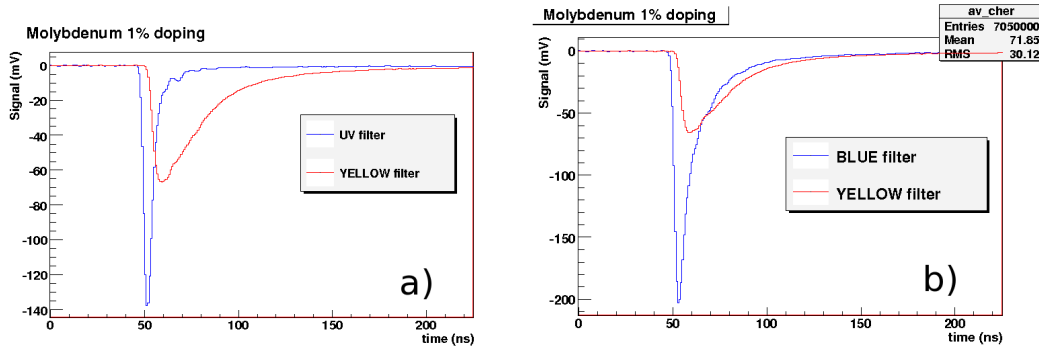 Molybdenum 1% doping
Signal (mV)
0
-20
-40
-60
-80
-100
-120
-140
UV filter
YELLOW filter
a)
0 50 100 150 200
time (ns)
Molybdenum 1% doping
av_cher
Entries 7050000
Mean 71.85
RMS 30.12
Signal (mV)
0
-50
-100
-150
-200
BLUE filter
YELLOW filter
b)
0 50 100 150 200
time (ns)